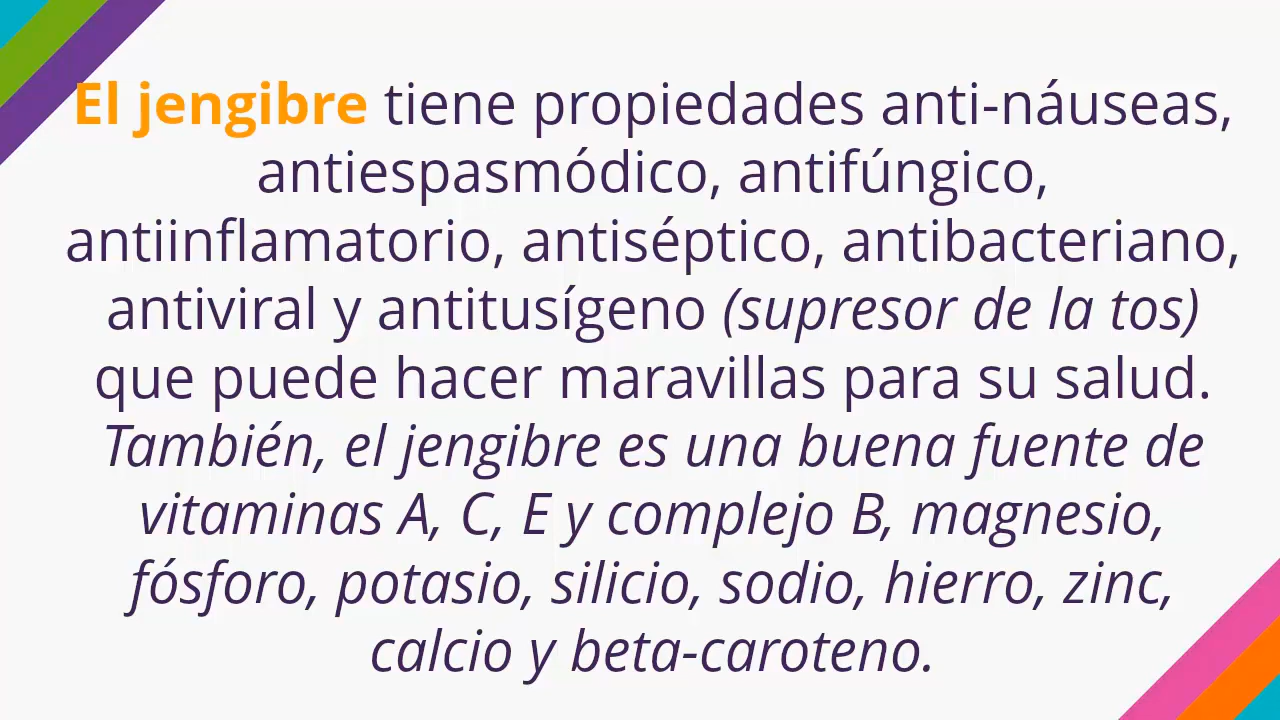 El jengibre tiene propiedades anti-náuseas,
antiespasmódico, antifúngico,
antiinflamatorio, antiséptico, antibacteriano,
antiviral y antitusígeno (supresor de la tos)
que puede hacer maravillas para su salud.
También, el jengibre es una buena fuente de
vitaminas A, C, E y complejo B, magnesio,
fósforo, potasio, silicio, sodio, hierro, zinc,
calcio y beta-caroteno.